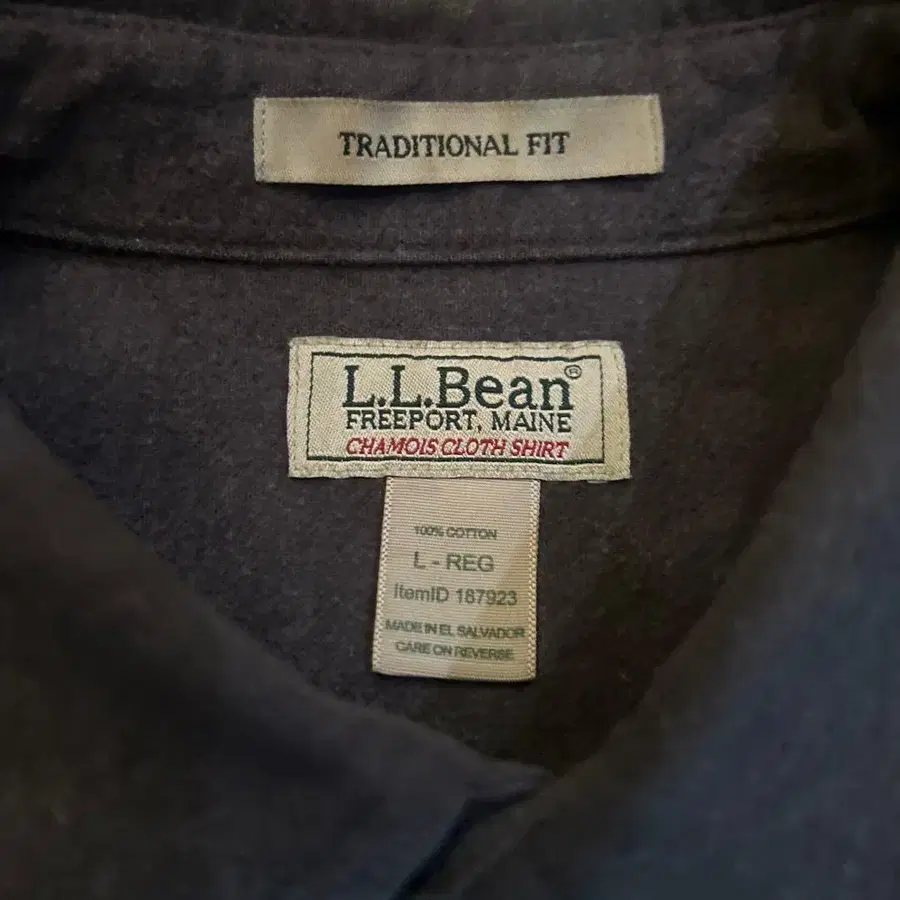 TRADITIONAL FIT
L.L.Bean®
FREEPORT, MAINE
CHAMOIS CLOTH SHIRT
100% COTTON
L - REG
ItemID 187923
MADE IN EL SALVADOR
CARE ON REVERSE